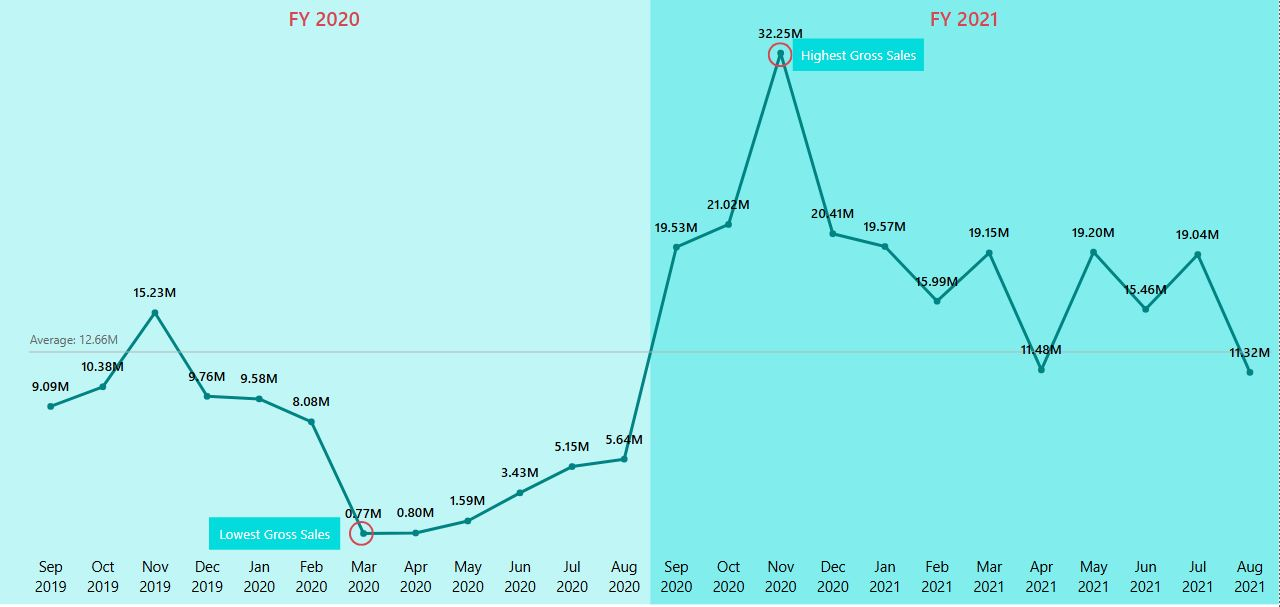 FY 2020
FY 2021
32.25M
Highest Gross Sales
21.02M
20.41M
19.53M
19.57M
19.15M
19.20M
19.04M
15.99M
15.46M
15.23M
Average: 12.66M
11.48M
11.32M
10.38M
9.09M
9.76M
9.58M
8.08M
5.64M
5.15M
3.43M
1.59M
0.77M
0.80M
Lowest Gross Sales
Sep Oct Nov Dec Jan Feb Mar Apr May Jun Jul Aug Sep Oct Nov Dec Jan Feb Mar Apr May Jun Jul Aug
2019 2019 2019 2019 2020 2020 2020 2020 2020 2020 2020 2020 2020 2020 2020 2020 2021 2021 2021 2021 2021 2021 2021 2021